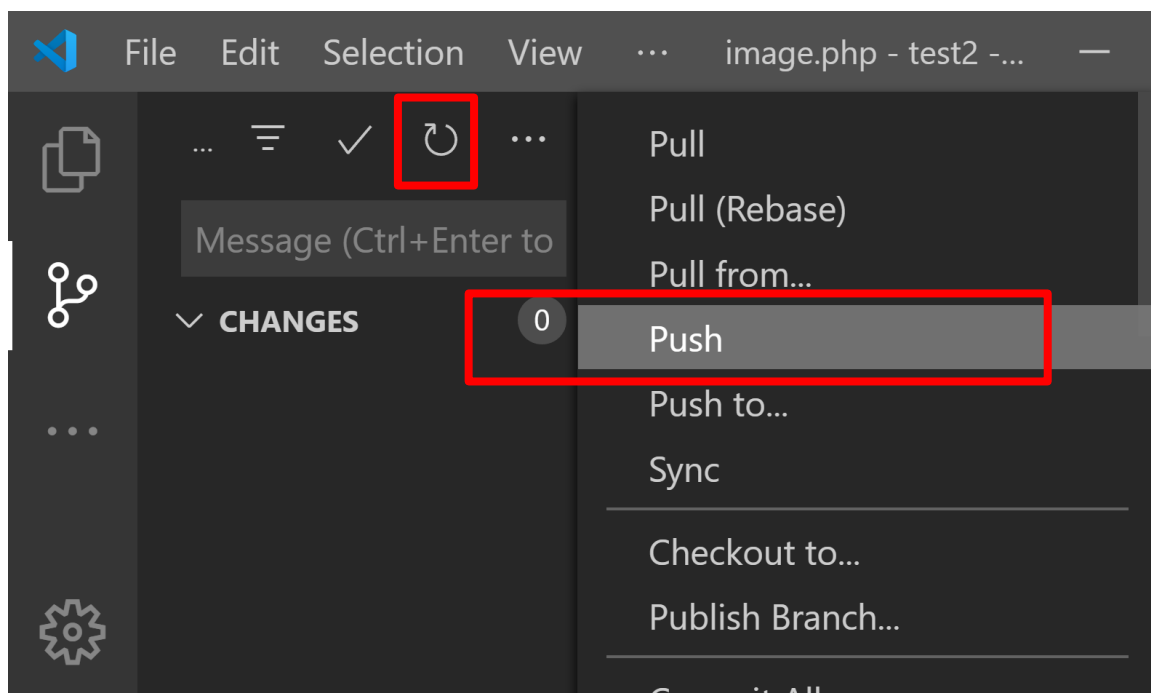 File Edit Selection View ··· image.php - test2 -...
... ···
Message (Ctrl+Enter to
CHANGES 0
Pull
Pull (Rebase)
Pull from...
Push
Push to...
Sync
Checkout to...
Publish Branch...